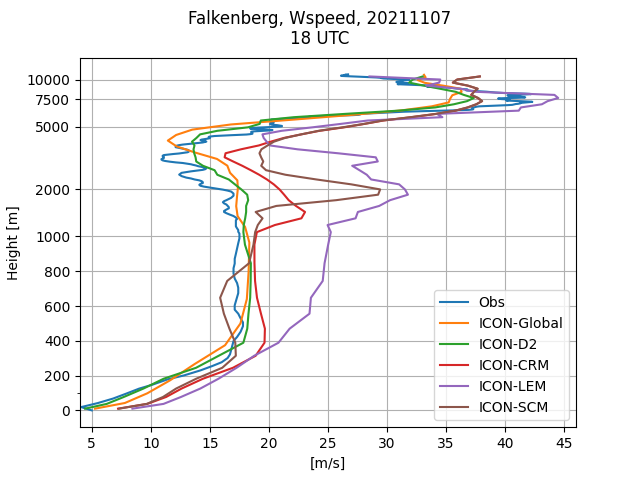 Falkenberg, Wspeed, 20211107
18 UTC
Height [m]
10000
7500
5000
2000
1000
800
600
400
200
0
Obs
ICON-Global
ICON-D2
ICON-CRM
ICON-LEM
ICON-SCM
5 10 15 20 25 30 35 40 45
[m/s]